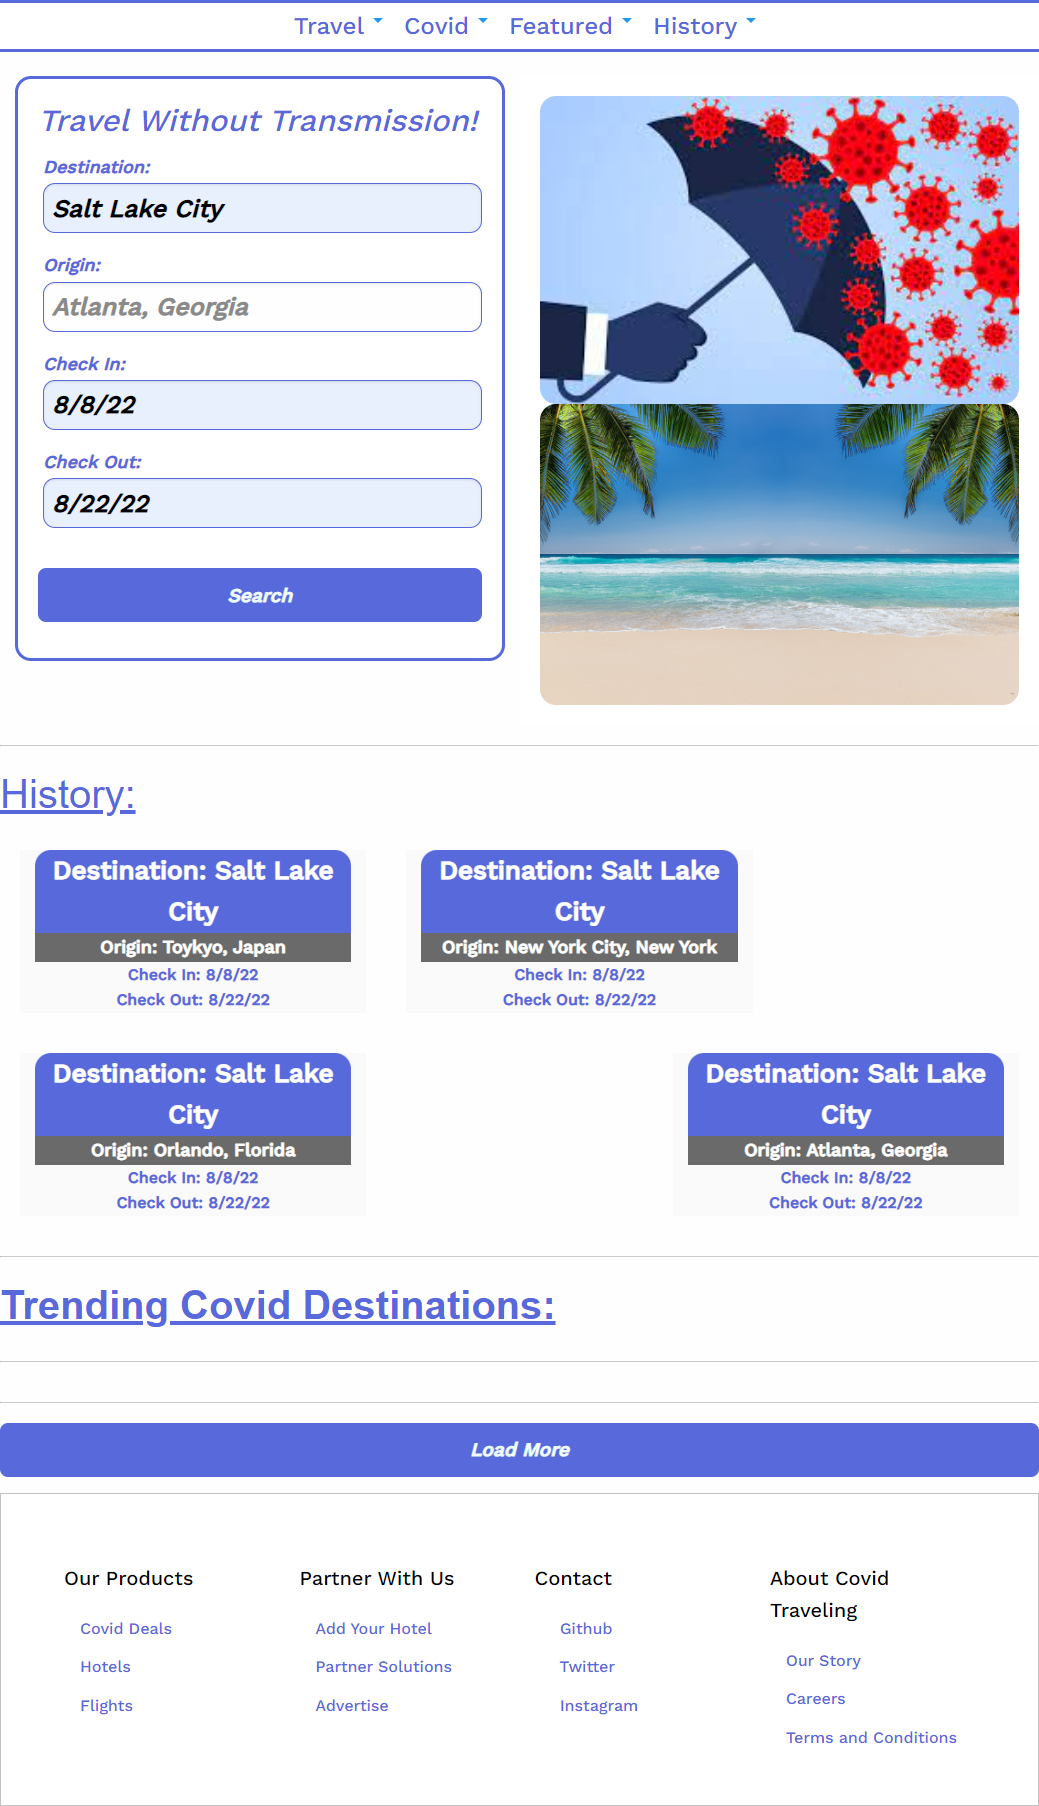 Travel Covid Featured History
Travel Without Transmission!
Destination:
Salt Lake City
Origin:
Atlanta, Georgia
Check In:
8/8/22
Check Out:
8/22/22
Search
History:
Destination: Salt Lake
City
Origin: Toykyo, Japan
Check In: 8/8/22
Check Out: 8/22/22
Destination: Salt Lake
City
Origin: New York City, New York
Check In: 8/8/22
Check Out: 8/22/22
Destination: Salt Lake
City
Origin: Orlando, Florida
Check In: 8/8/22
Check Out: 8/22/22
Destination: Salt Lake
City
Origin: Atlanta, Georgia
Check In: 8/8/22
Check Out: 8/22/22
Trending Covid Destinations:
Load More
Our Products
Covid Deals
Hotels
Flights
Partner With Us
Add Your Hotel
Partner Solutions
Advertise
Contact
Github
Twitter
Instagram
About Covid
Traveling
Our Story
Careers
Terms and Conditions